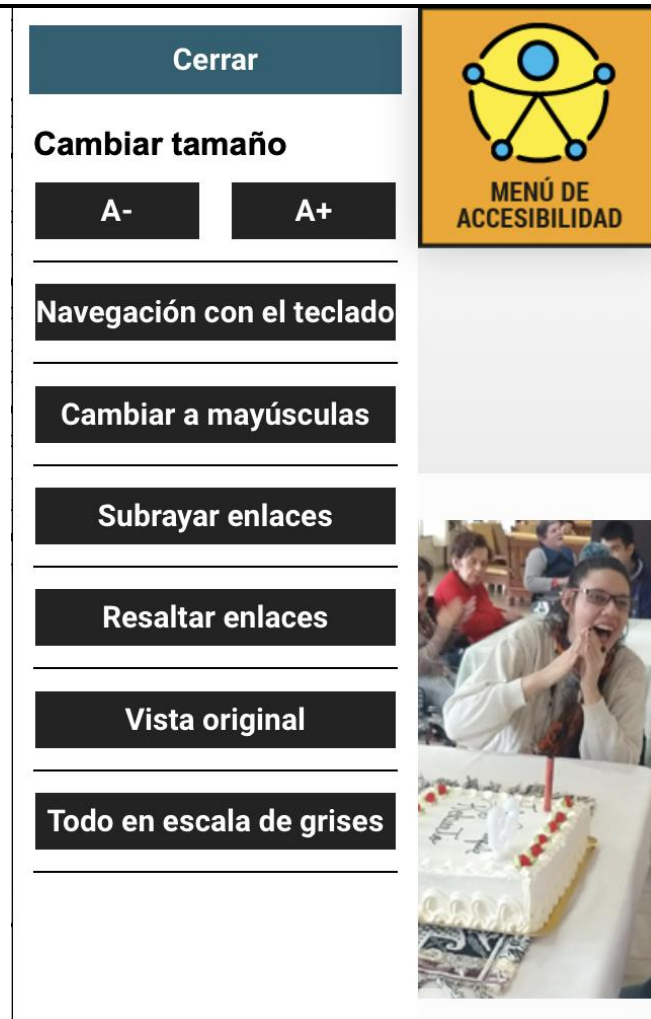 Cerrar
MENÚ DE
ACCESIBILIDAD
Cambiar tamaño
A-
A+
Navegación con el teclado
Cambiar a mayúsculas
Subrayar enlaces
Resaltar enlaces
Vista original
Todo en escala de grises